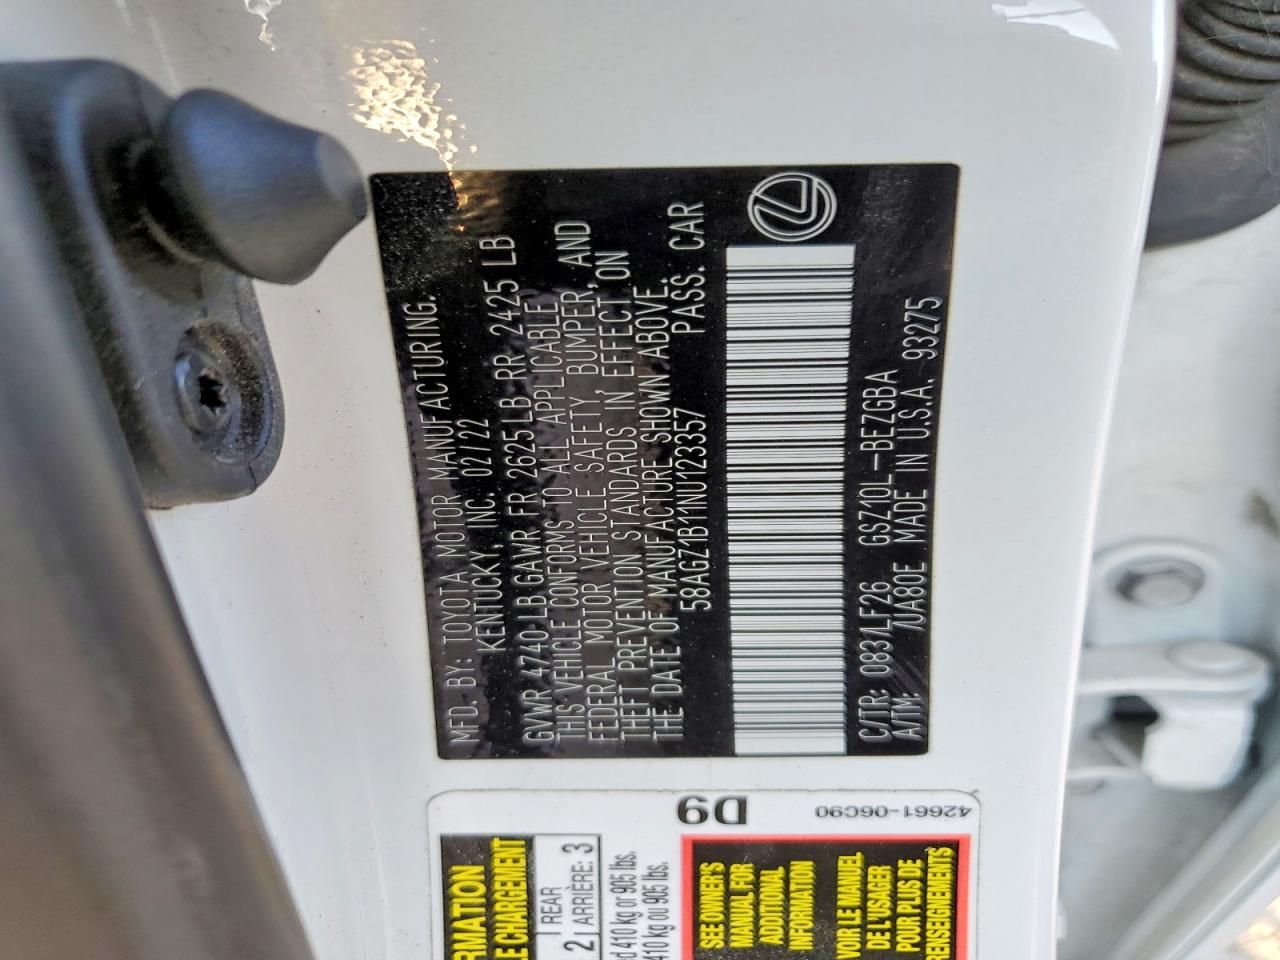 MFD. BY: TOYOTA MOTOR MANUFACTURING.
KENTUCKY, INC. 02/22
GVWR 4740 LB GAWR FR 2625 LB RR 2425 LB
THIS VEHICLE CONFORMS TO ALL APPLICABLE
FEDERAL MOTOR VEHICLE SAFETY, BUMPER, AND
THEFT PREVENTION STANDARDS IN EFFECT ON
THE DATE OF MANUFACTURE SHOWN ABOVE.
58AGZ1B11NU123357 PASS. CAR
C/TR: 0831LF26 GSZ10L-BEZGBA
A/TM: /UA80E MADE IN U.S.A. 93275
D9
42661-06C90
RMATION
LE CHARGEMENT
2 | REAR
ARRIÈRE: 3
ed 410 kg or 905 lbs.
410 kg ou 905 lbs.
SEE OWNER'S
MANUAL FOR
ADDITIONAL
INFORMATION
VOIR LE MANUEL
DE L'USAGER
POUR PLUS DE
RENSEIGNEMENTS